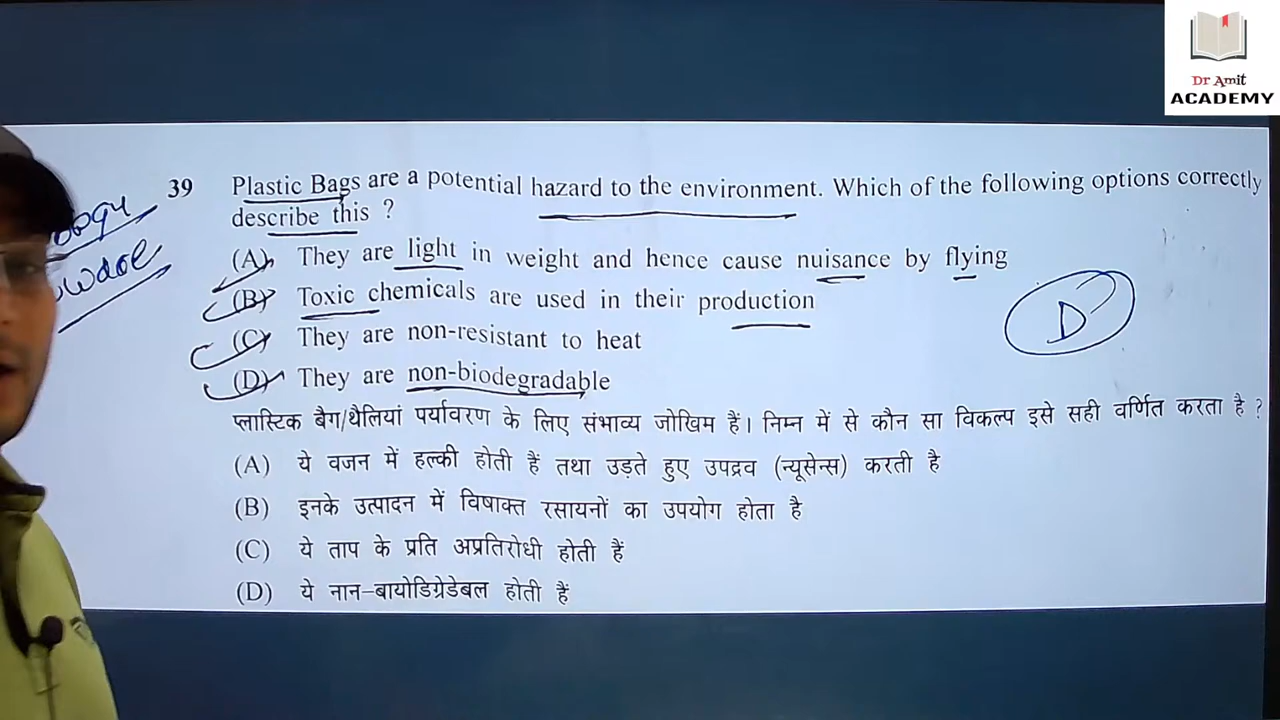 Dr Amit
ACADEMY
39 Plastic Bags are a potential hazard to the environment. Which of the following options correctly
describe this ?
(A) They are light in weight and hence cause nuisance by flying
(B) Toxic chemicals are used in their production
(C) They are non-resistant to heat
(D) They are non-biodegradable
D
प्लास्टिक बैग/थैलियां पर्यावरण के लिए संभाव्य जोखिम हैं। निम्न में से कौन सा विकल्प इसे सही वर्णित करता है ?
(A) ये वजन में हल्की होती हैं तथा उड़ते हुए उपद्रव (न्यूसेन्स) करती है
(B) इनके उत्पादन में विषाक्त रसायनों का उपयोग होता है
(C) ये ताप के प्रति अप्रतिरोधी होती हैं
(D) ये नान–बायोडिग्रेडेबल होती हैं